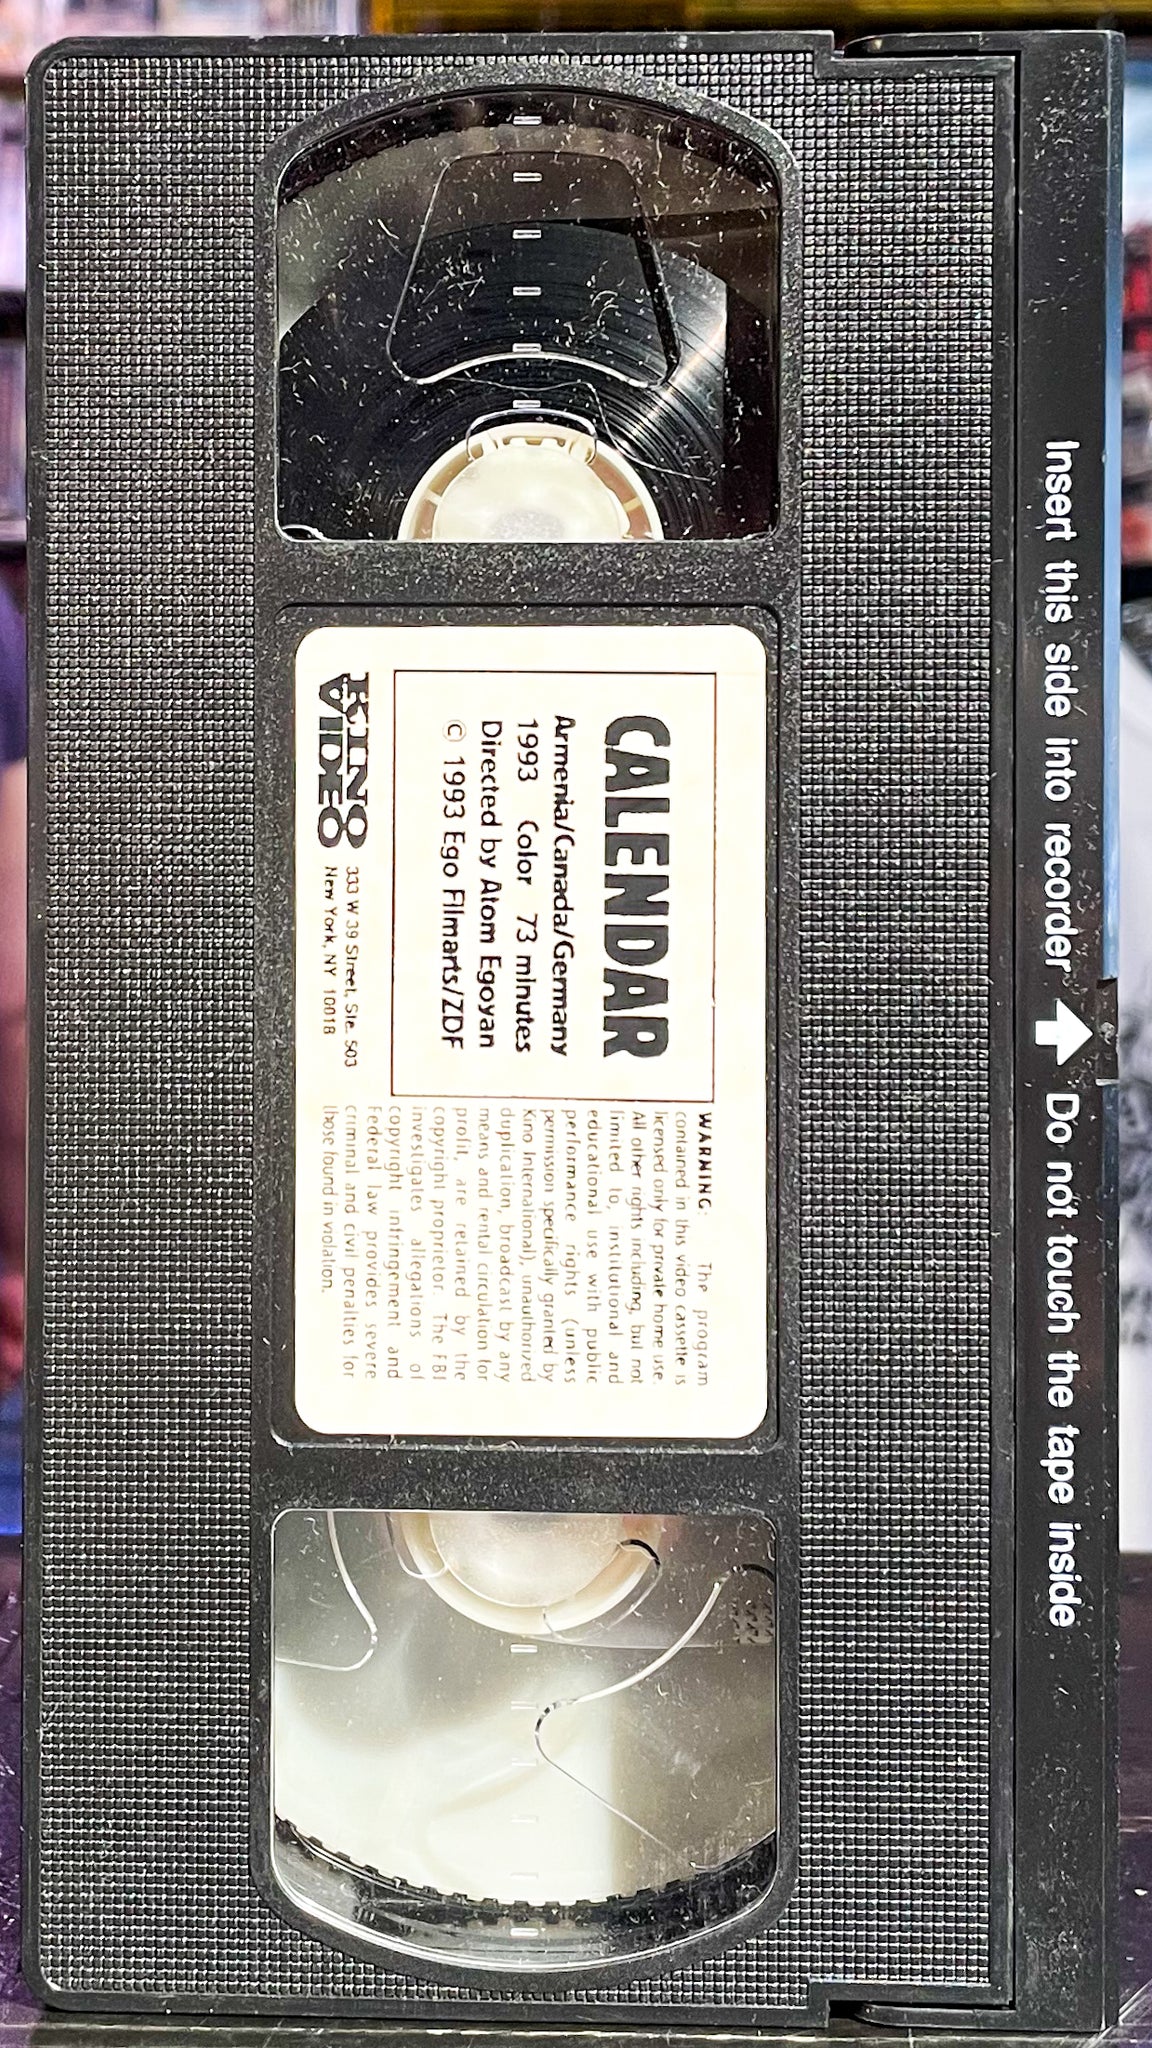 Insert this side into recorder Do not touch the tape inside
CALENDAR
Armenia/Canada/Germany
1993 Color 73 minutes
Directed by Atom Egoyan
© 1993 Ego Filmarts/ZDF
KINO
VIDEO
333 W 39 Street, Ste. 503
New York, NY 10018
WARNING: The program
contained in this video cassette is
licensed only for private home use.
All other rights including, but not
limited to, institutional and
educational use with public
performance rights (unless
permission specifically granted by
Kino International), unauthorized
duplication, broadcast by any
means and rental circulation for
profit, are retained by the
copyright proprietor. The FBI
investigates allegations of
copyright infringement and
Federal law provides severe
criminal and civil penalties for
those found in violation.